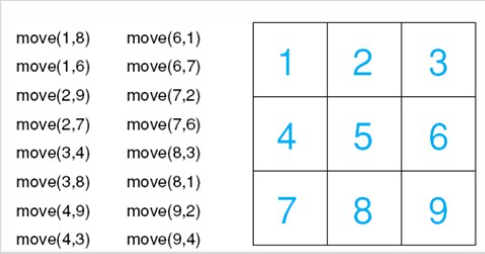 move(1,8) move(6,1)
move(1,6) move(6,7)
move(2,9) move(7,2)
move(2,7) move(7,6)
move(3,4) move(8,3)
move(3,8) move(8,1)
move(4,9) move(9,2)
move(4,3) move(9,4)
1 2 3
4 5 6
7 8 9